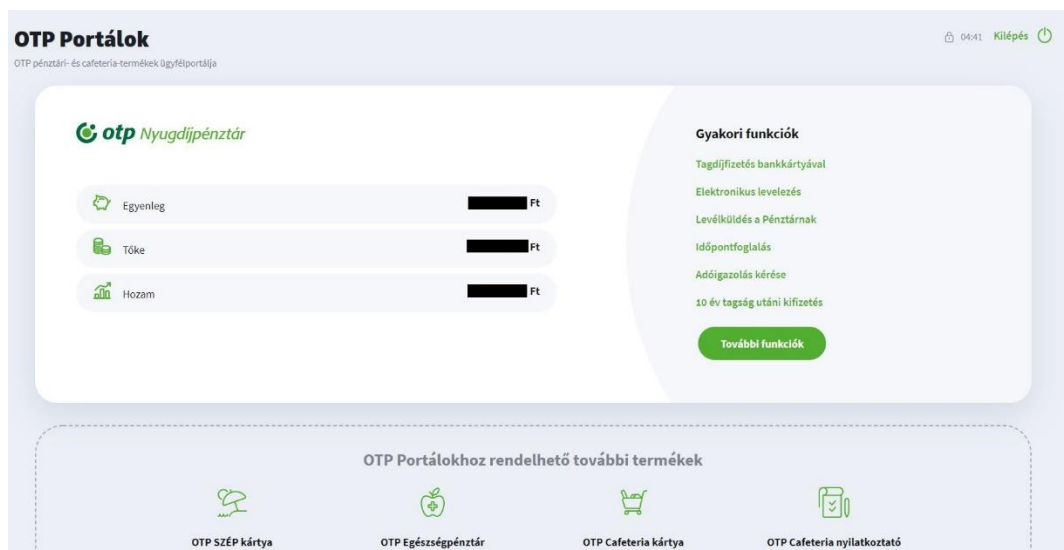 OTP Portálok
04:41 Kilépés
OTP pénztári- és cafeteria-termékek ügyfélportálja
otp Nyugdíjpénztár
Egyenleg Ft
Tőke Ft
Hozam Ft
Gyakori funkciók
Tagdíjfizetés bankkártyával
Elektronikus levelezés
Levélküldés a Pénztárnak
Időpontfoglalás
Adóigazolás kérése
10 év tagság utáni kifizetés
További funkciók
OTP Portálokhoz rendelhető további termékek
OTP SZÉP kártya
OTP Egészségpénztár
OTP Cafeteria kártya
OTP Cafeteria nyilatkoztató